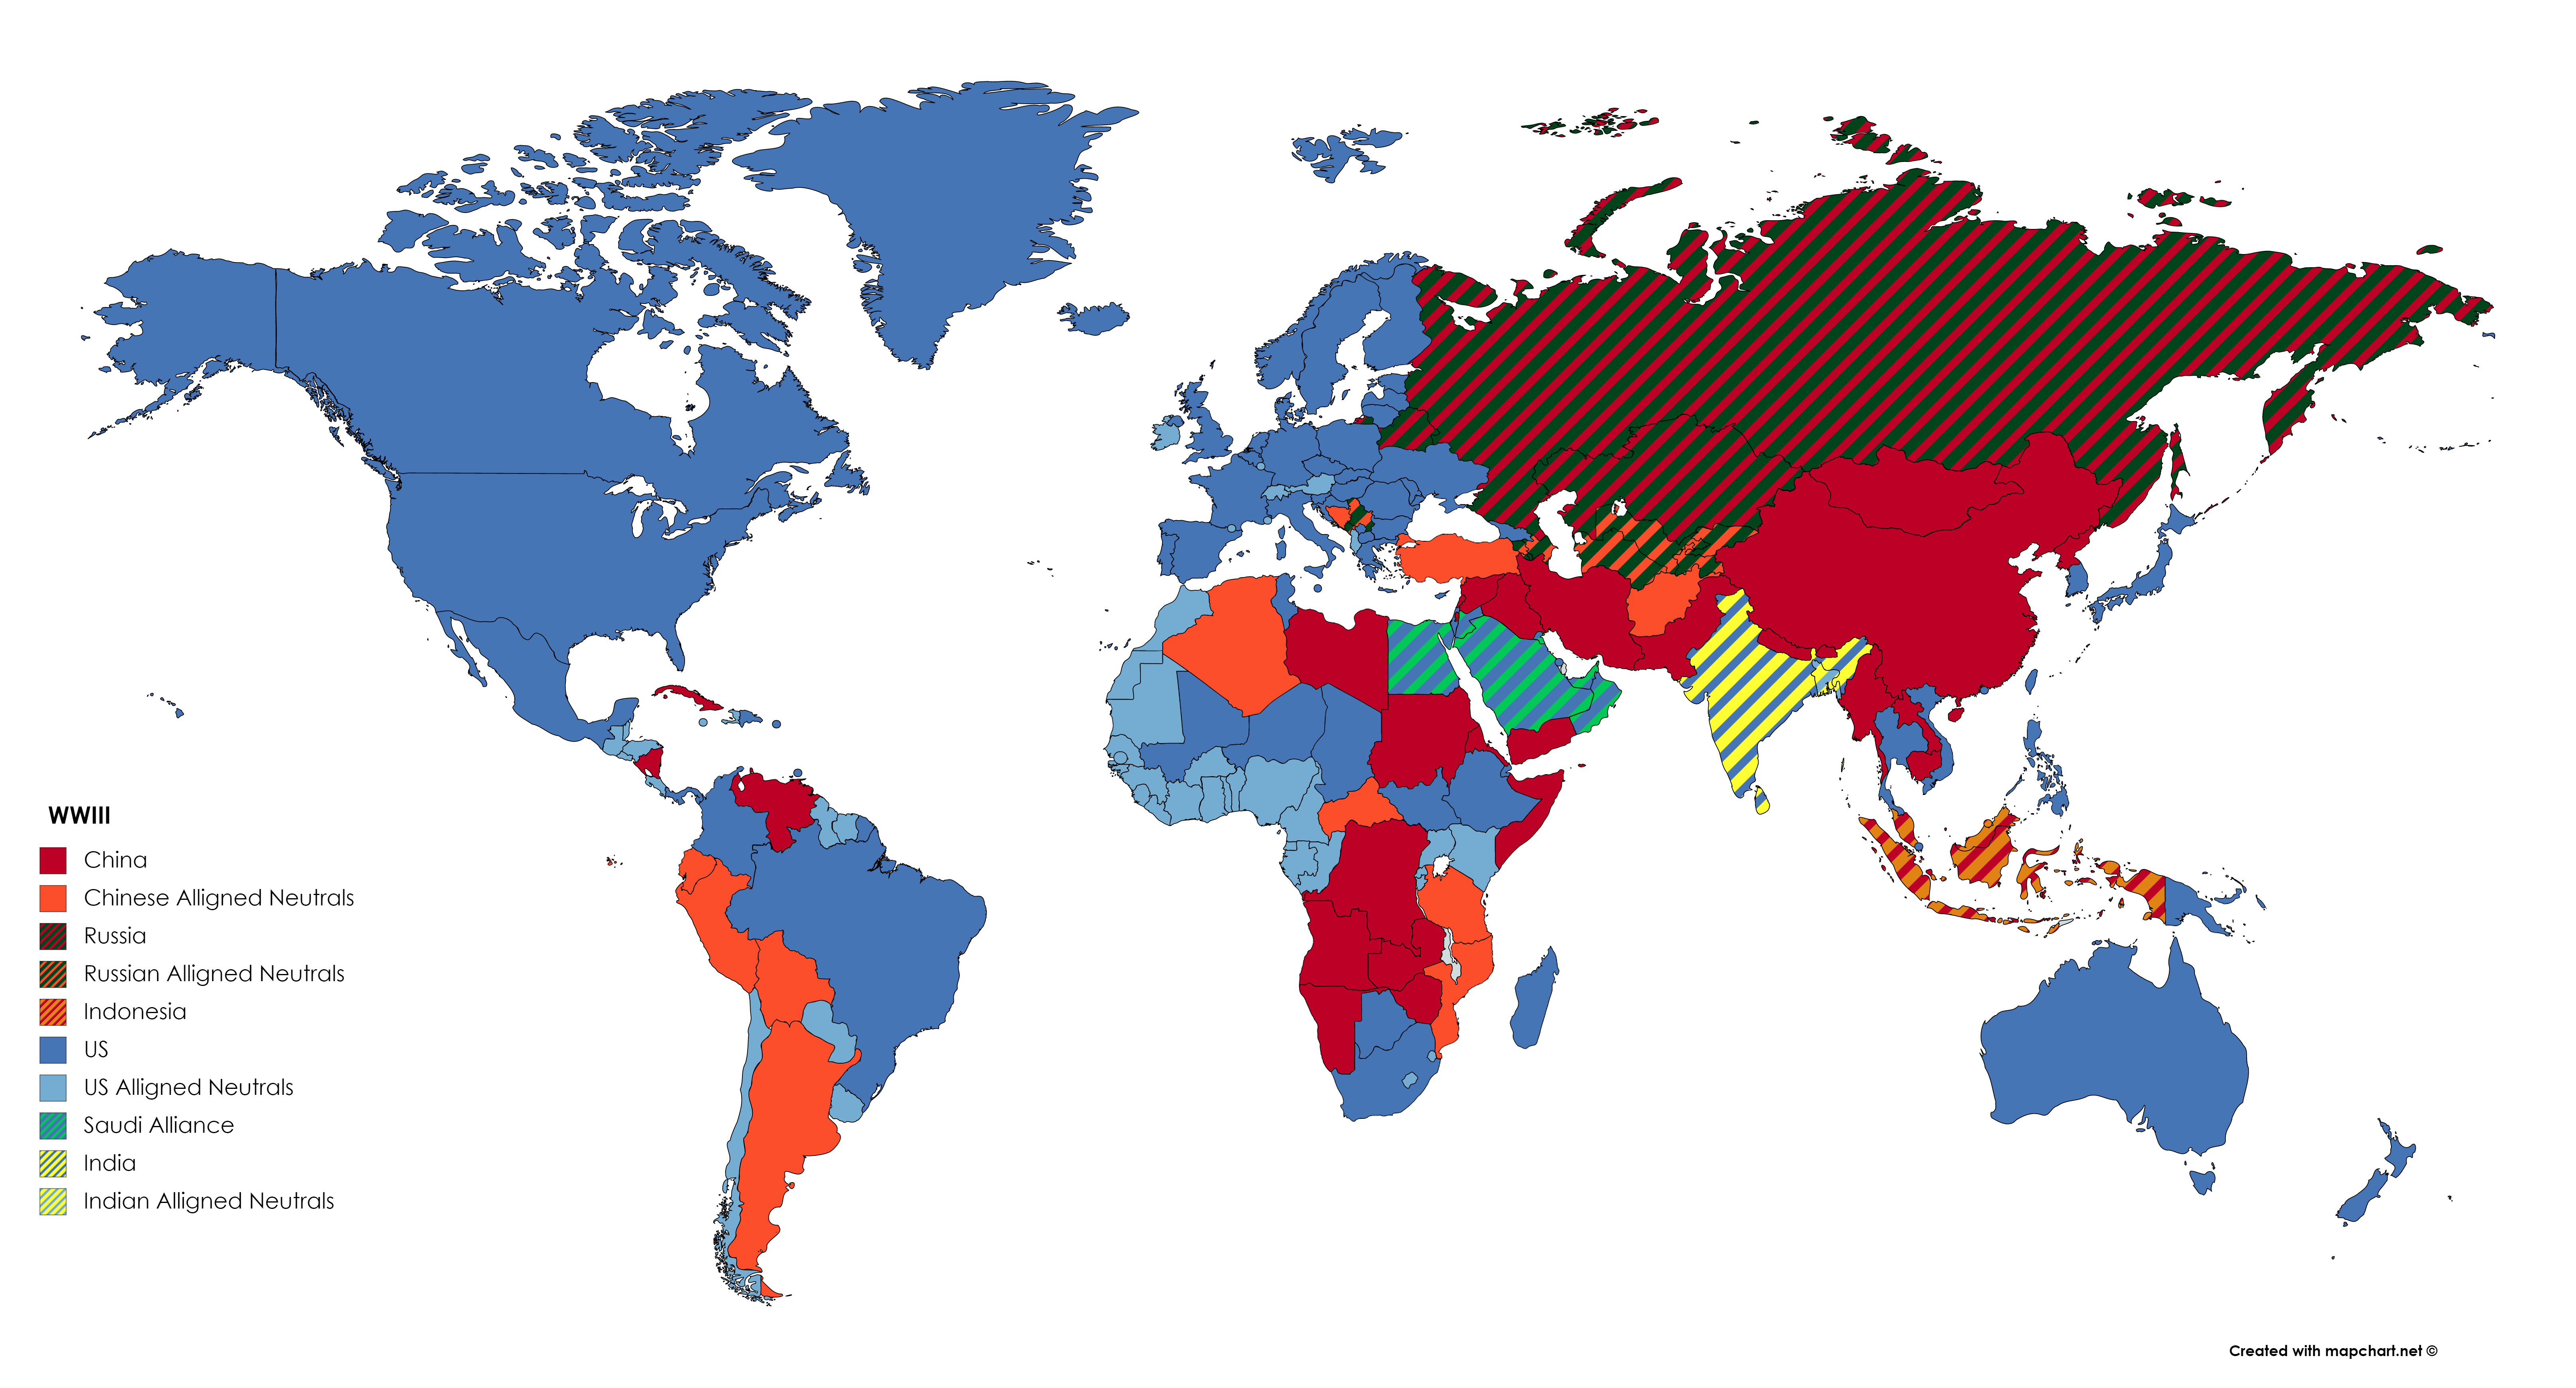 WWIII
China
Chinese Alligned Neutrals
Russia
Russian Alligned Neutrals
Indonesia
US
US Alligned Neutrals
Saudi Alliance
India
Indian Alligned Neutrals
Created with mapchart.net ©